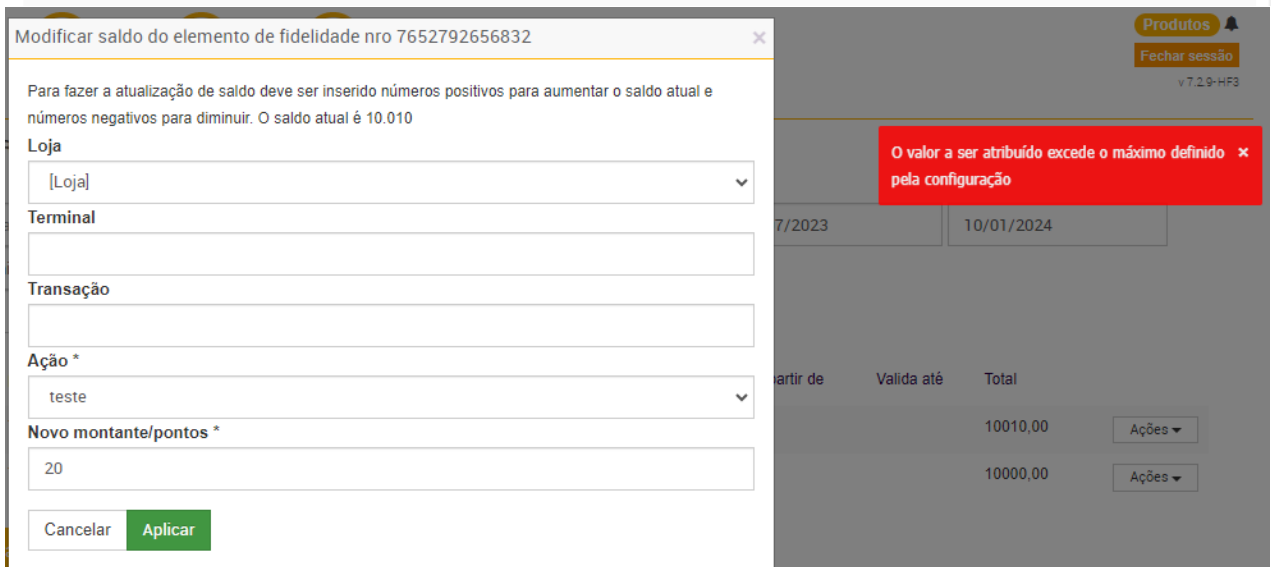 Produtos
Modificar saldo do elemento de fidelidade nro 7652792656832 ×
Fechar sessão
v 7.2.9-HF3
Para fazer a atualização de saldo deve ser inserido números positivos para aumentar o saldo atual e
números negativos para diminuir. O saldo atual é 10.010
O valor a ser atribuído excede o máximo definido ×
pela configuração
Loja
[Loja]
Terminal
7/2023 10/01/2024
Transação
Ação *
teste
partir de Valida até Total
Novo montante/pontos *
10010,00 Ações
20
10000,00 Ações
Cancelar Aplicar